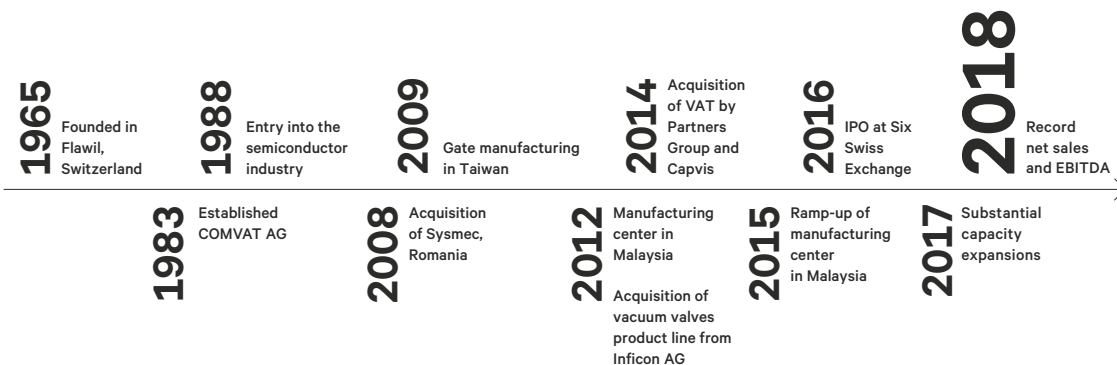 1965
Founded in
Flawil,
Switzerland
1983
Established
COMVAT AG
1988
Entry into the
semiconductor
industry
2008
Acquisition
of Sysmec,
Romania
2009
Gate manufacturing
in Taiwan
2012
Manufacturing
center in
Malaysia
Acquisition of
vacuum valves
product line from
Inficon AG
2014
Acquisition
of VAT by
Partners
Group and
Capvis
2015
Ramp-up of
manufacturing
center
in Malaysia
2016
IPO at Six
Swiss
Exchange
2017
Substantial
capacity
expansions
2018
Record
net sales
and EBITDA